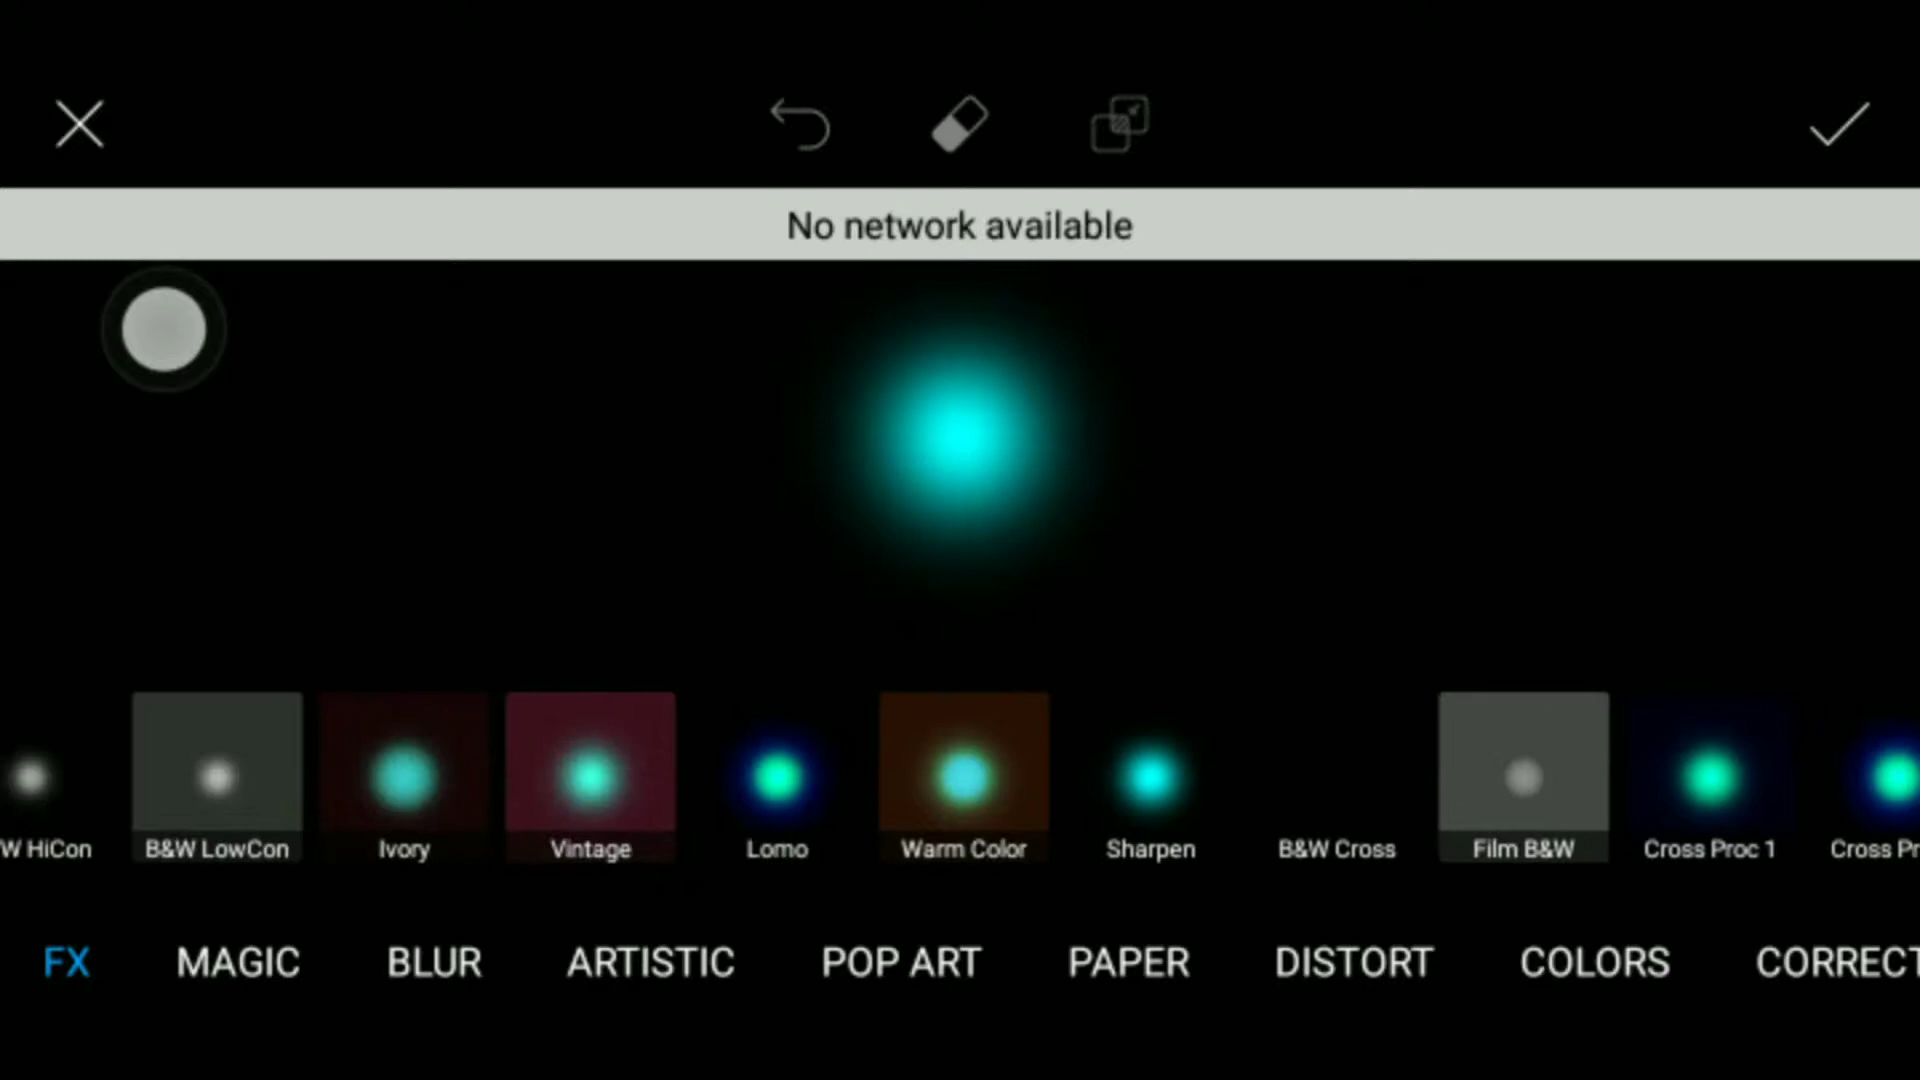 No network available
W HiCon
B&W LowCon
Ivory
Vintage
Lomo
Warm Color
Sharpen
B&W Cross
Film B&W
Cross Proc 1
Cross Pr
FX
MAGIC
BLUR
ARTISTIC
POP ART
PAPER
DISTORT
COLORS
CORRECT